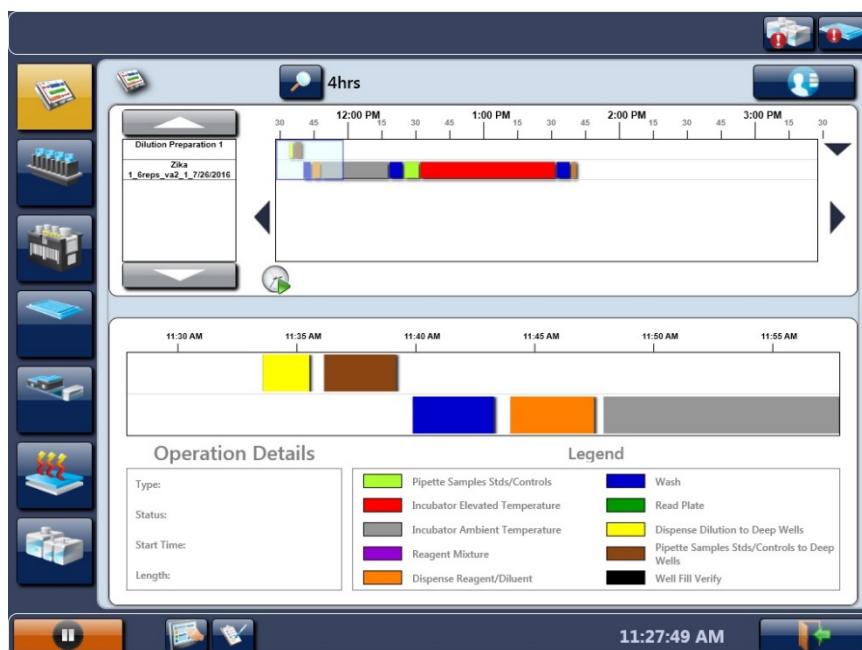 4hrs
12:00 PM 1:00 PM 2:00 PM 3:00 PM
30 45 15 30 45 15 30 45 15 30 45 15 30
Dilution Preparation 1
Zika
1_6reps_va2_1_7/26/2016
11:30 AM 11:35 AM 11:40 AM 11:45 AM 11:50 AM 11:55 AM
Operation Details
Type:
Status:
Start Time:
Length:
Legend
Pipette Samples Stds/Controls
Incubator Elevated Temperature
Incubator Ambient Temperature
Reagent Mixture
Dispense Reagent/Diluent
Wash
Read Plate
Dispense Dilution to Deep Wells
Pipette Samples Stds/Controls to Deep
Wells
Well Fill Verify
11:27:49 AM